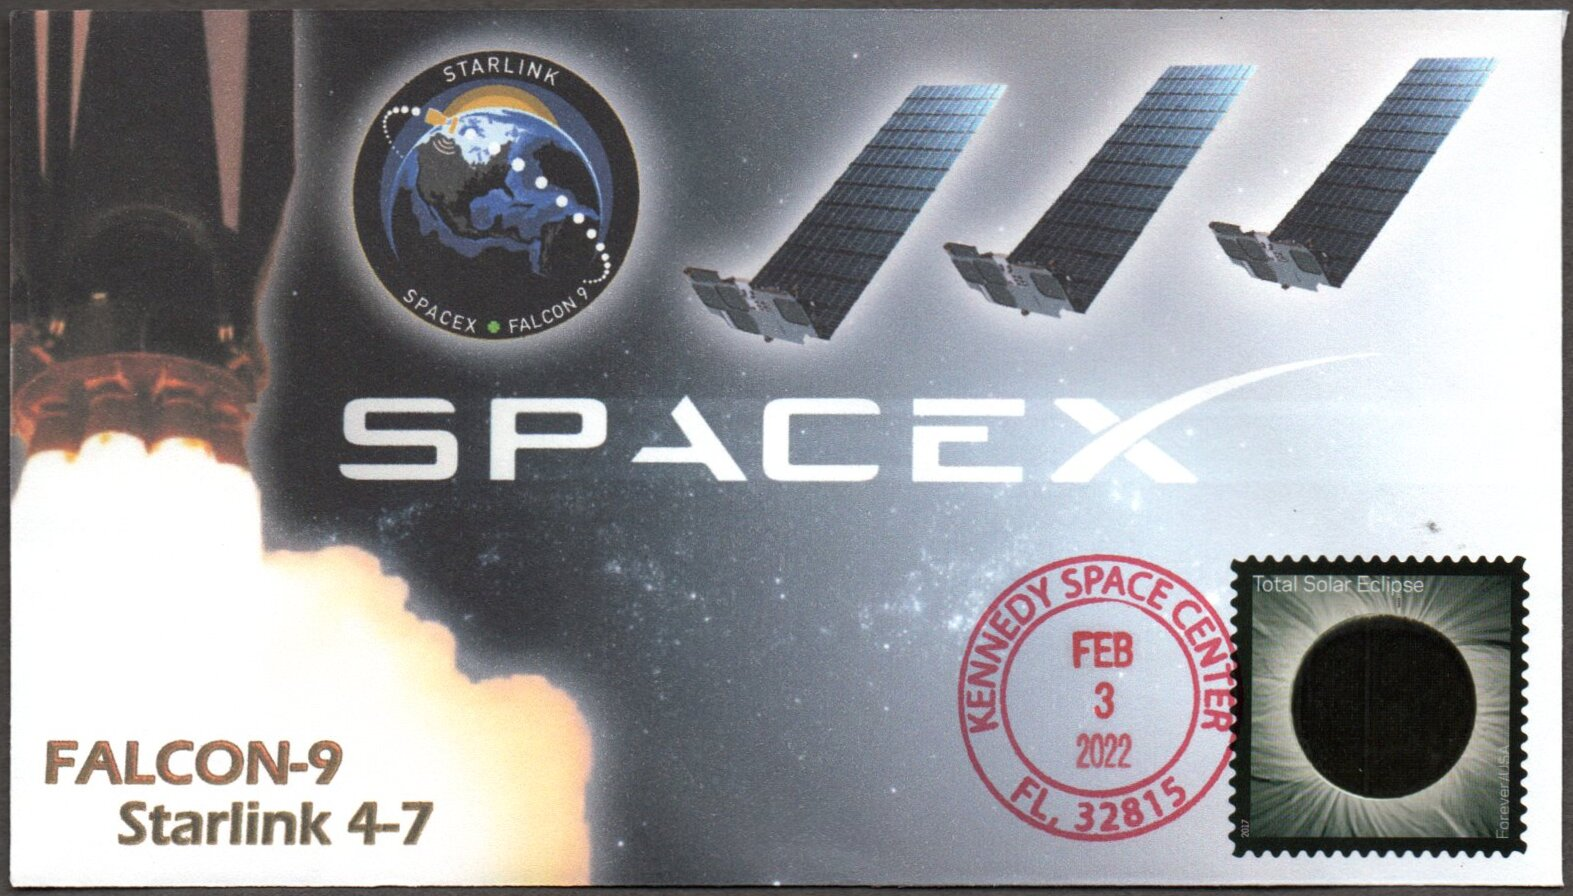 STARLINK
SPACEX FALCON 9
SPACEX
KENNEDY SPACE CENTER
FEB
3
2022
FL, 32815
Total Solar Eclipse
Forever/USA
2017
FALCON-9
Starlink 4-7